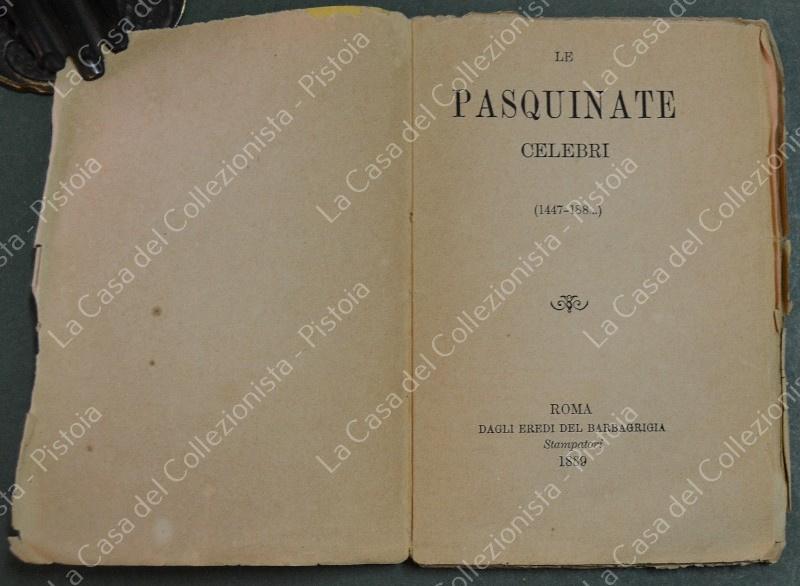 LE
PASQUINATE
CELEBRI
(1447-188...)
ROMA
DAGLI EREDI DEL BARBAGRIGIA
Stampatori
1889
La Casa del Collezionista - Pistoia